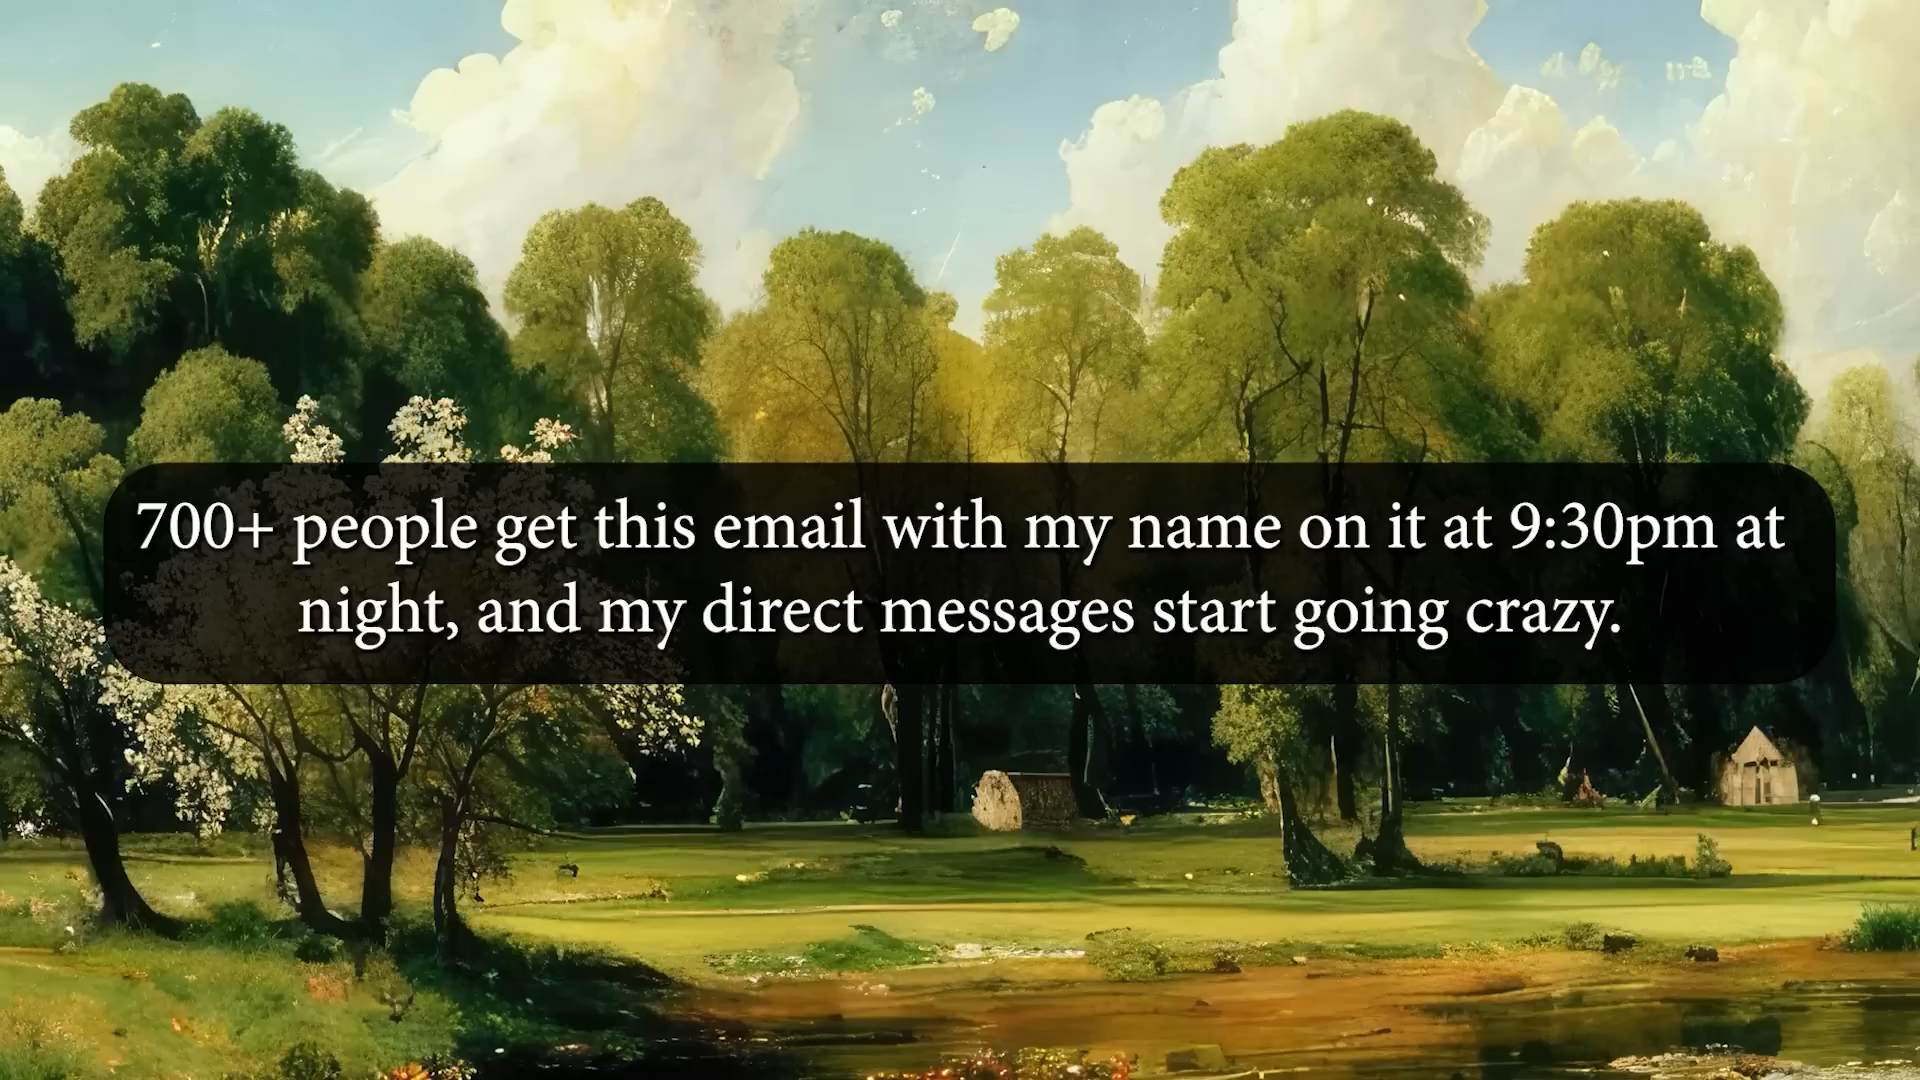 700+ people get this email with my name on it at 9:30pm at
night, and my direct messages start going crazy.